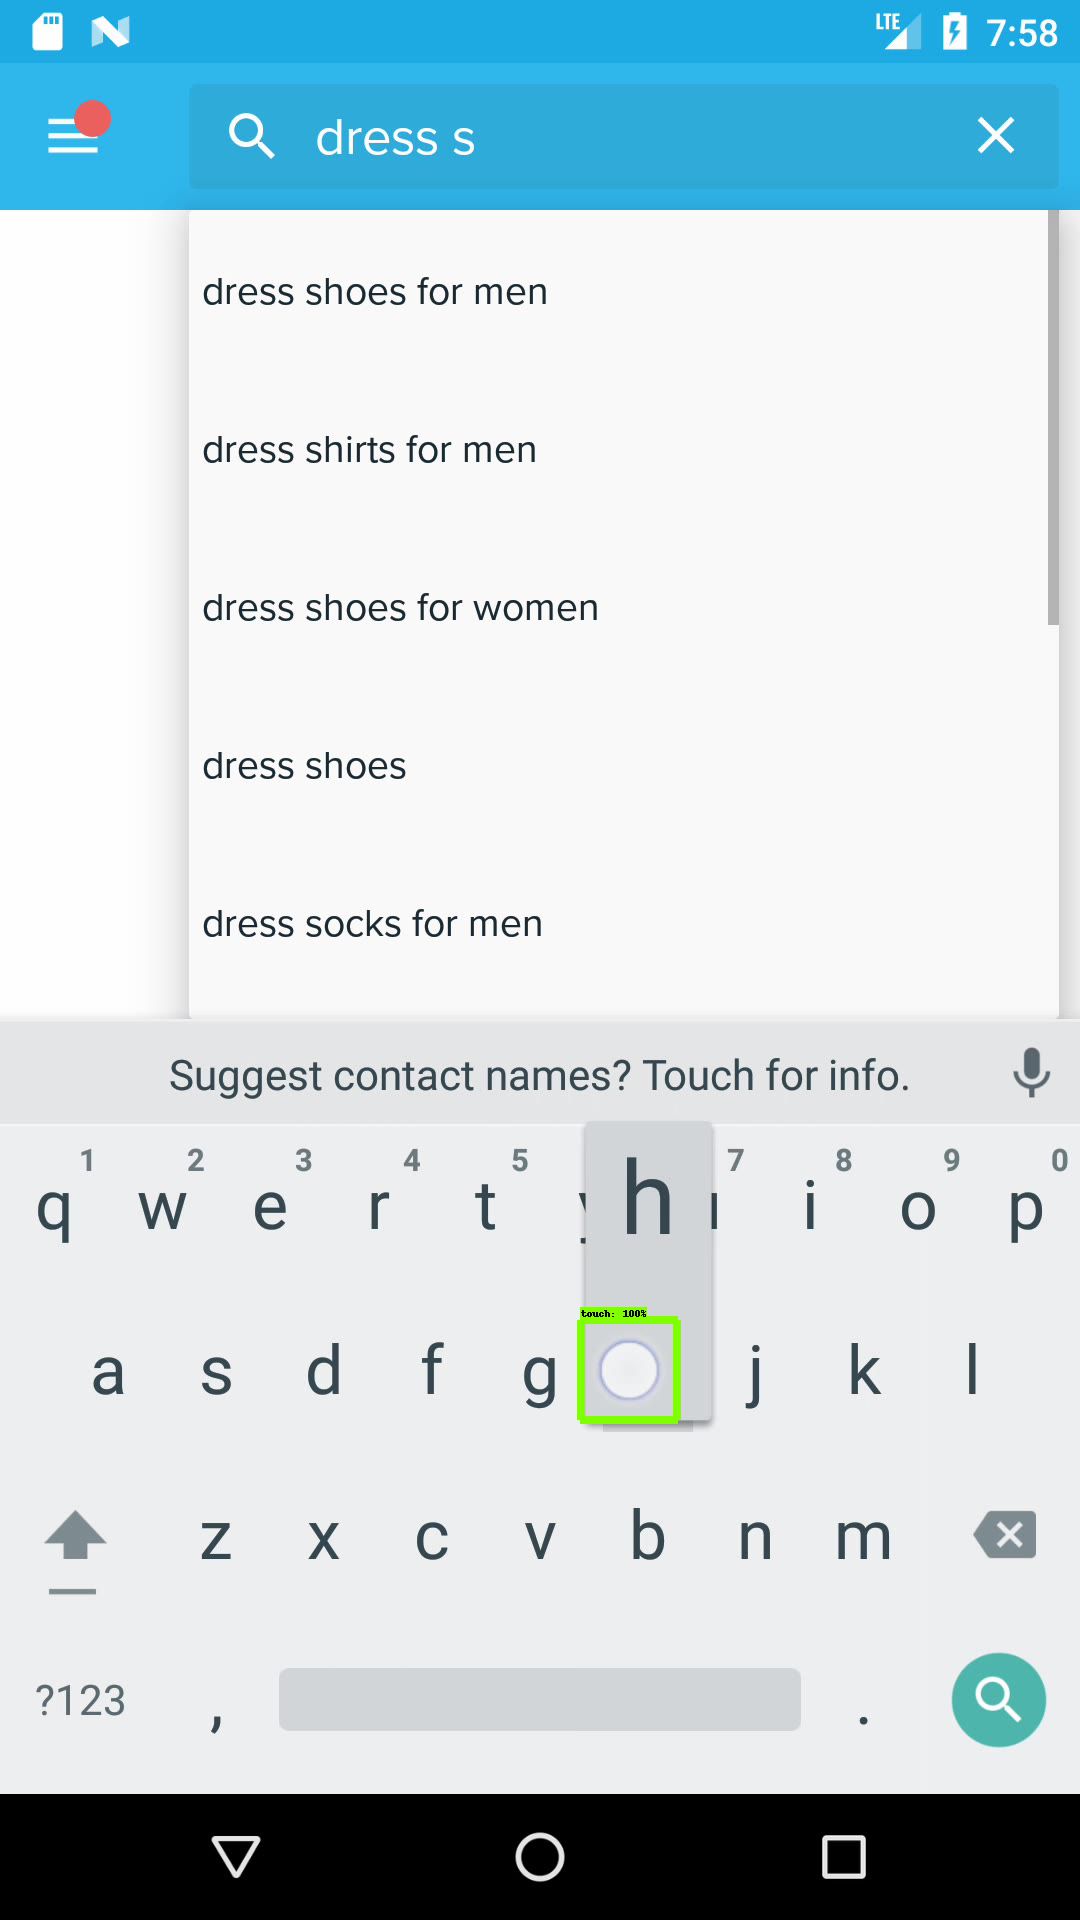 LTE 7:58
dress s
dress shoes for men
dress shirts for men
dress shoes for women
dress shoes
dress socks for men
Suggest contact names? Touch for info.
1 2 3 4 5 7 8 9 0
q w e r t h i o p
touch: 100%
a s d f g j k l
z x c v b n m
?123 , .